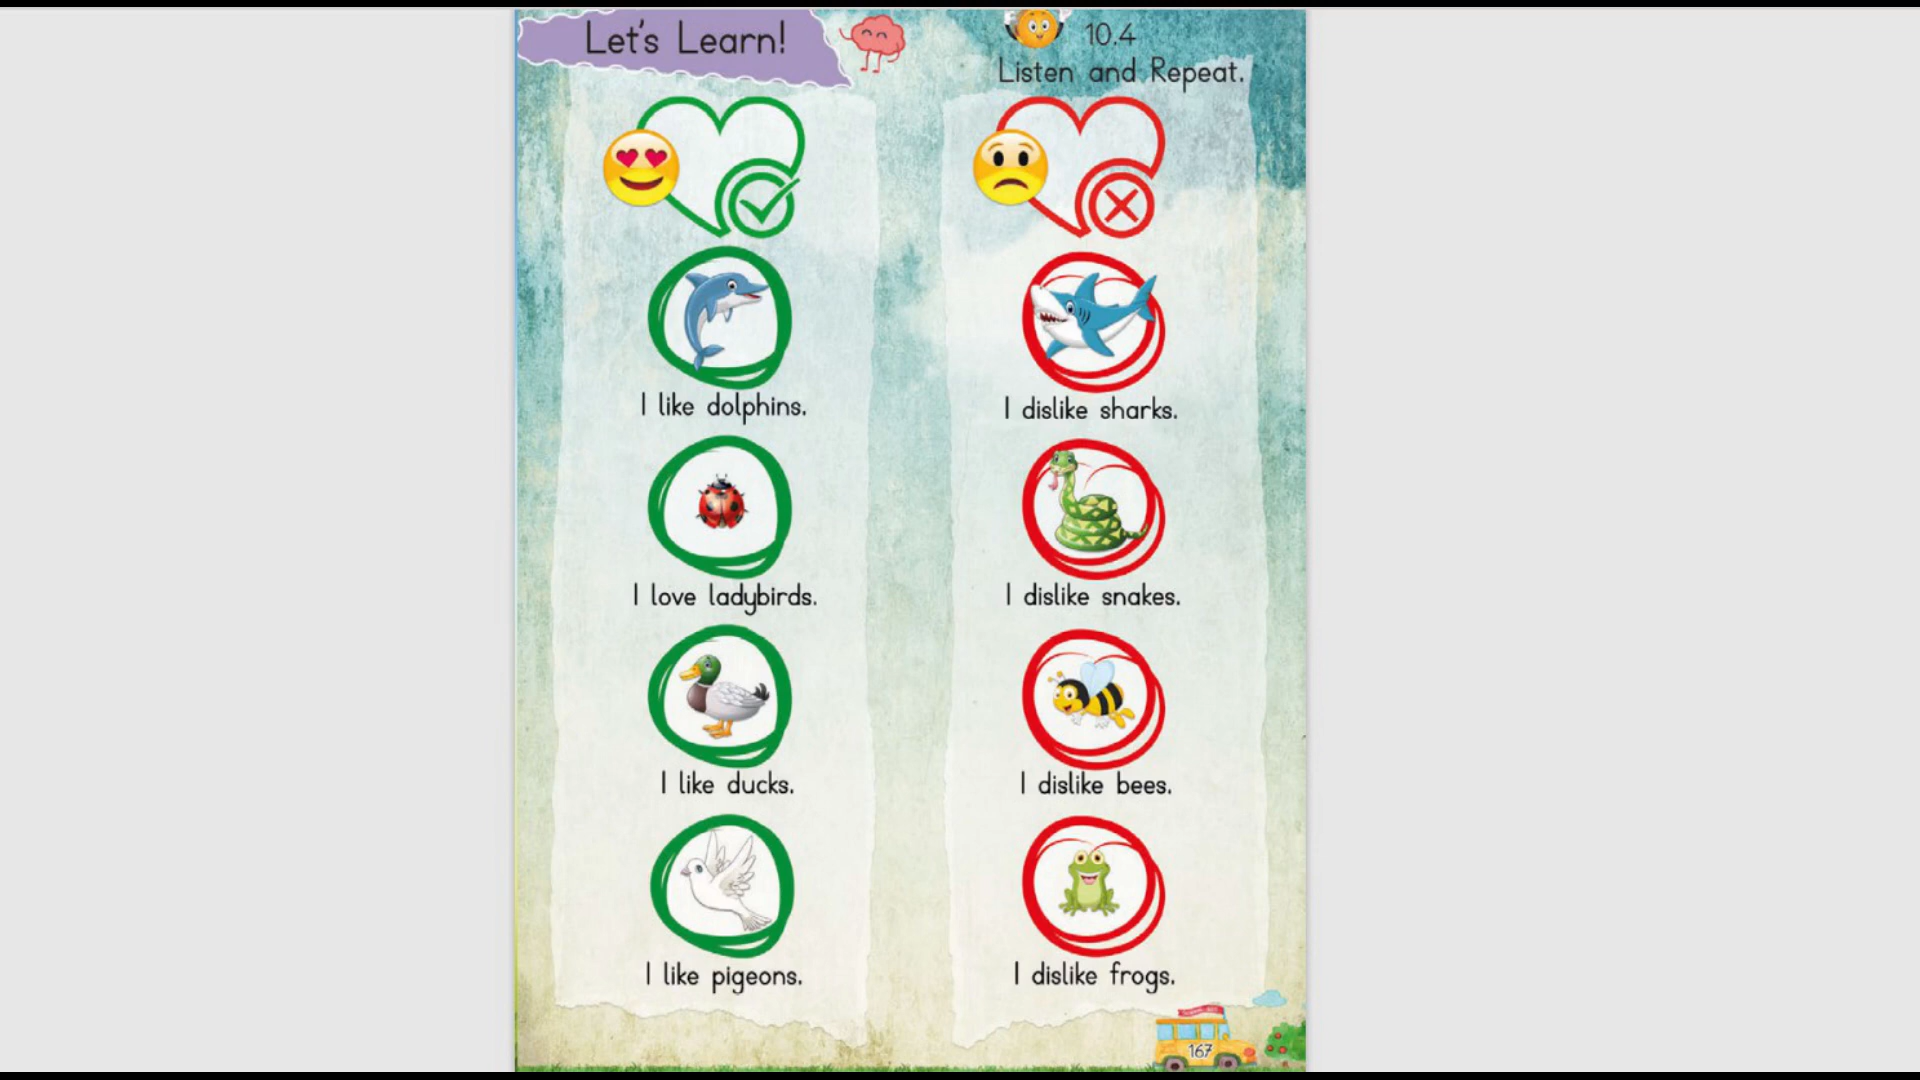 Let's Learn!
10.4
Listen and Repeat.
I like dolphins.
I dislike sharks.
I love ladybirds.
I dislike snakes.
I like ducks.
I dislike bees.
I like pigeons.
I dislike frogs.
167